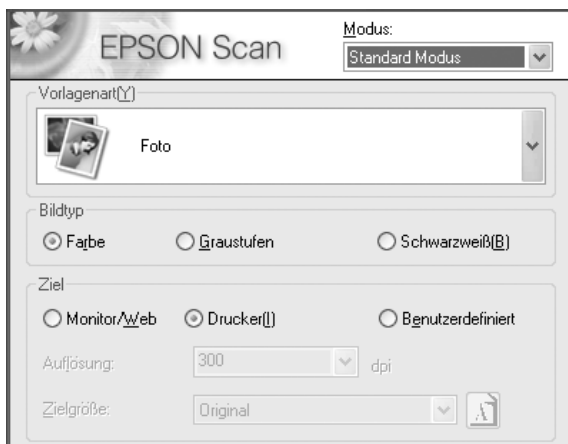 EPSON Scan
Modus:
Standard Modus
Vorlagenart(Y)
Foto
Bildtyp
Farbe Graustufen Schwarzweiß(B)
Ziel
Monitor/Web Drucker(I) Benutzerdefiniert
Auflösung: 300 dpi
Zielgröße: Original